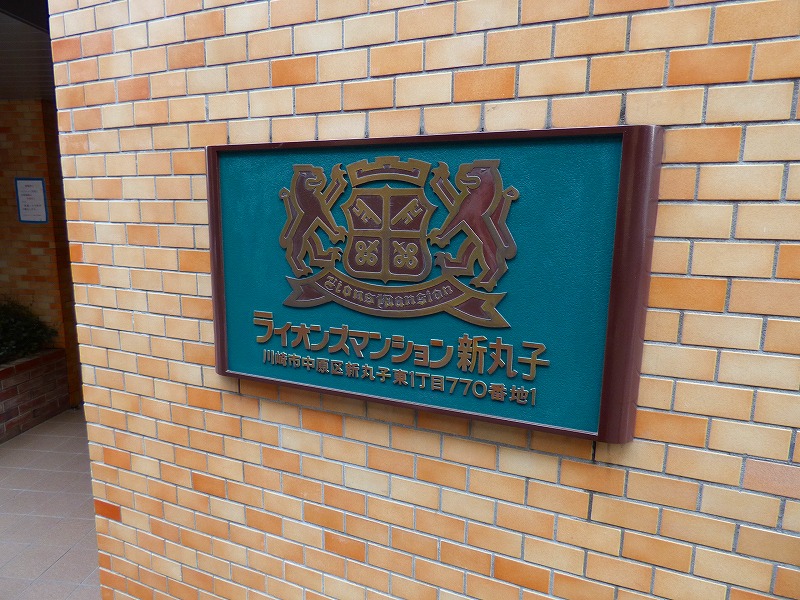 Lions Mansion
ライオンズマンション新丸子
川崎市中原区新丸子東1丁目770番地1